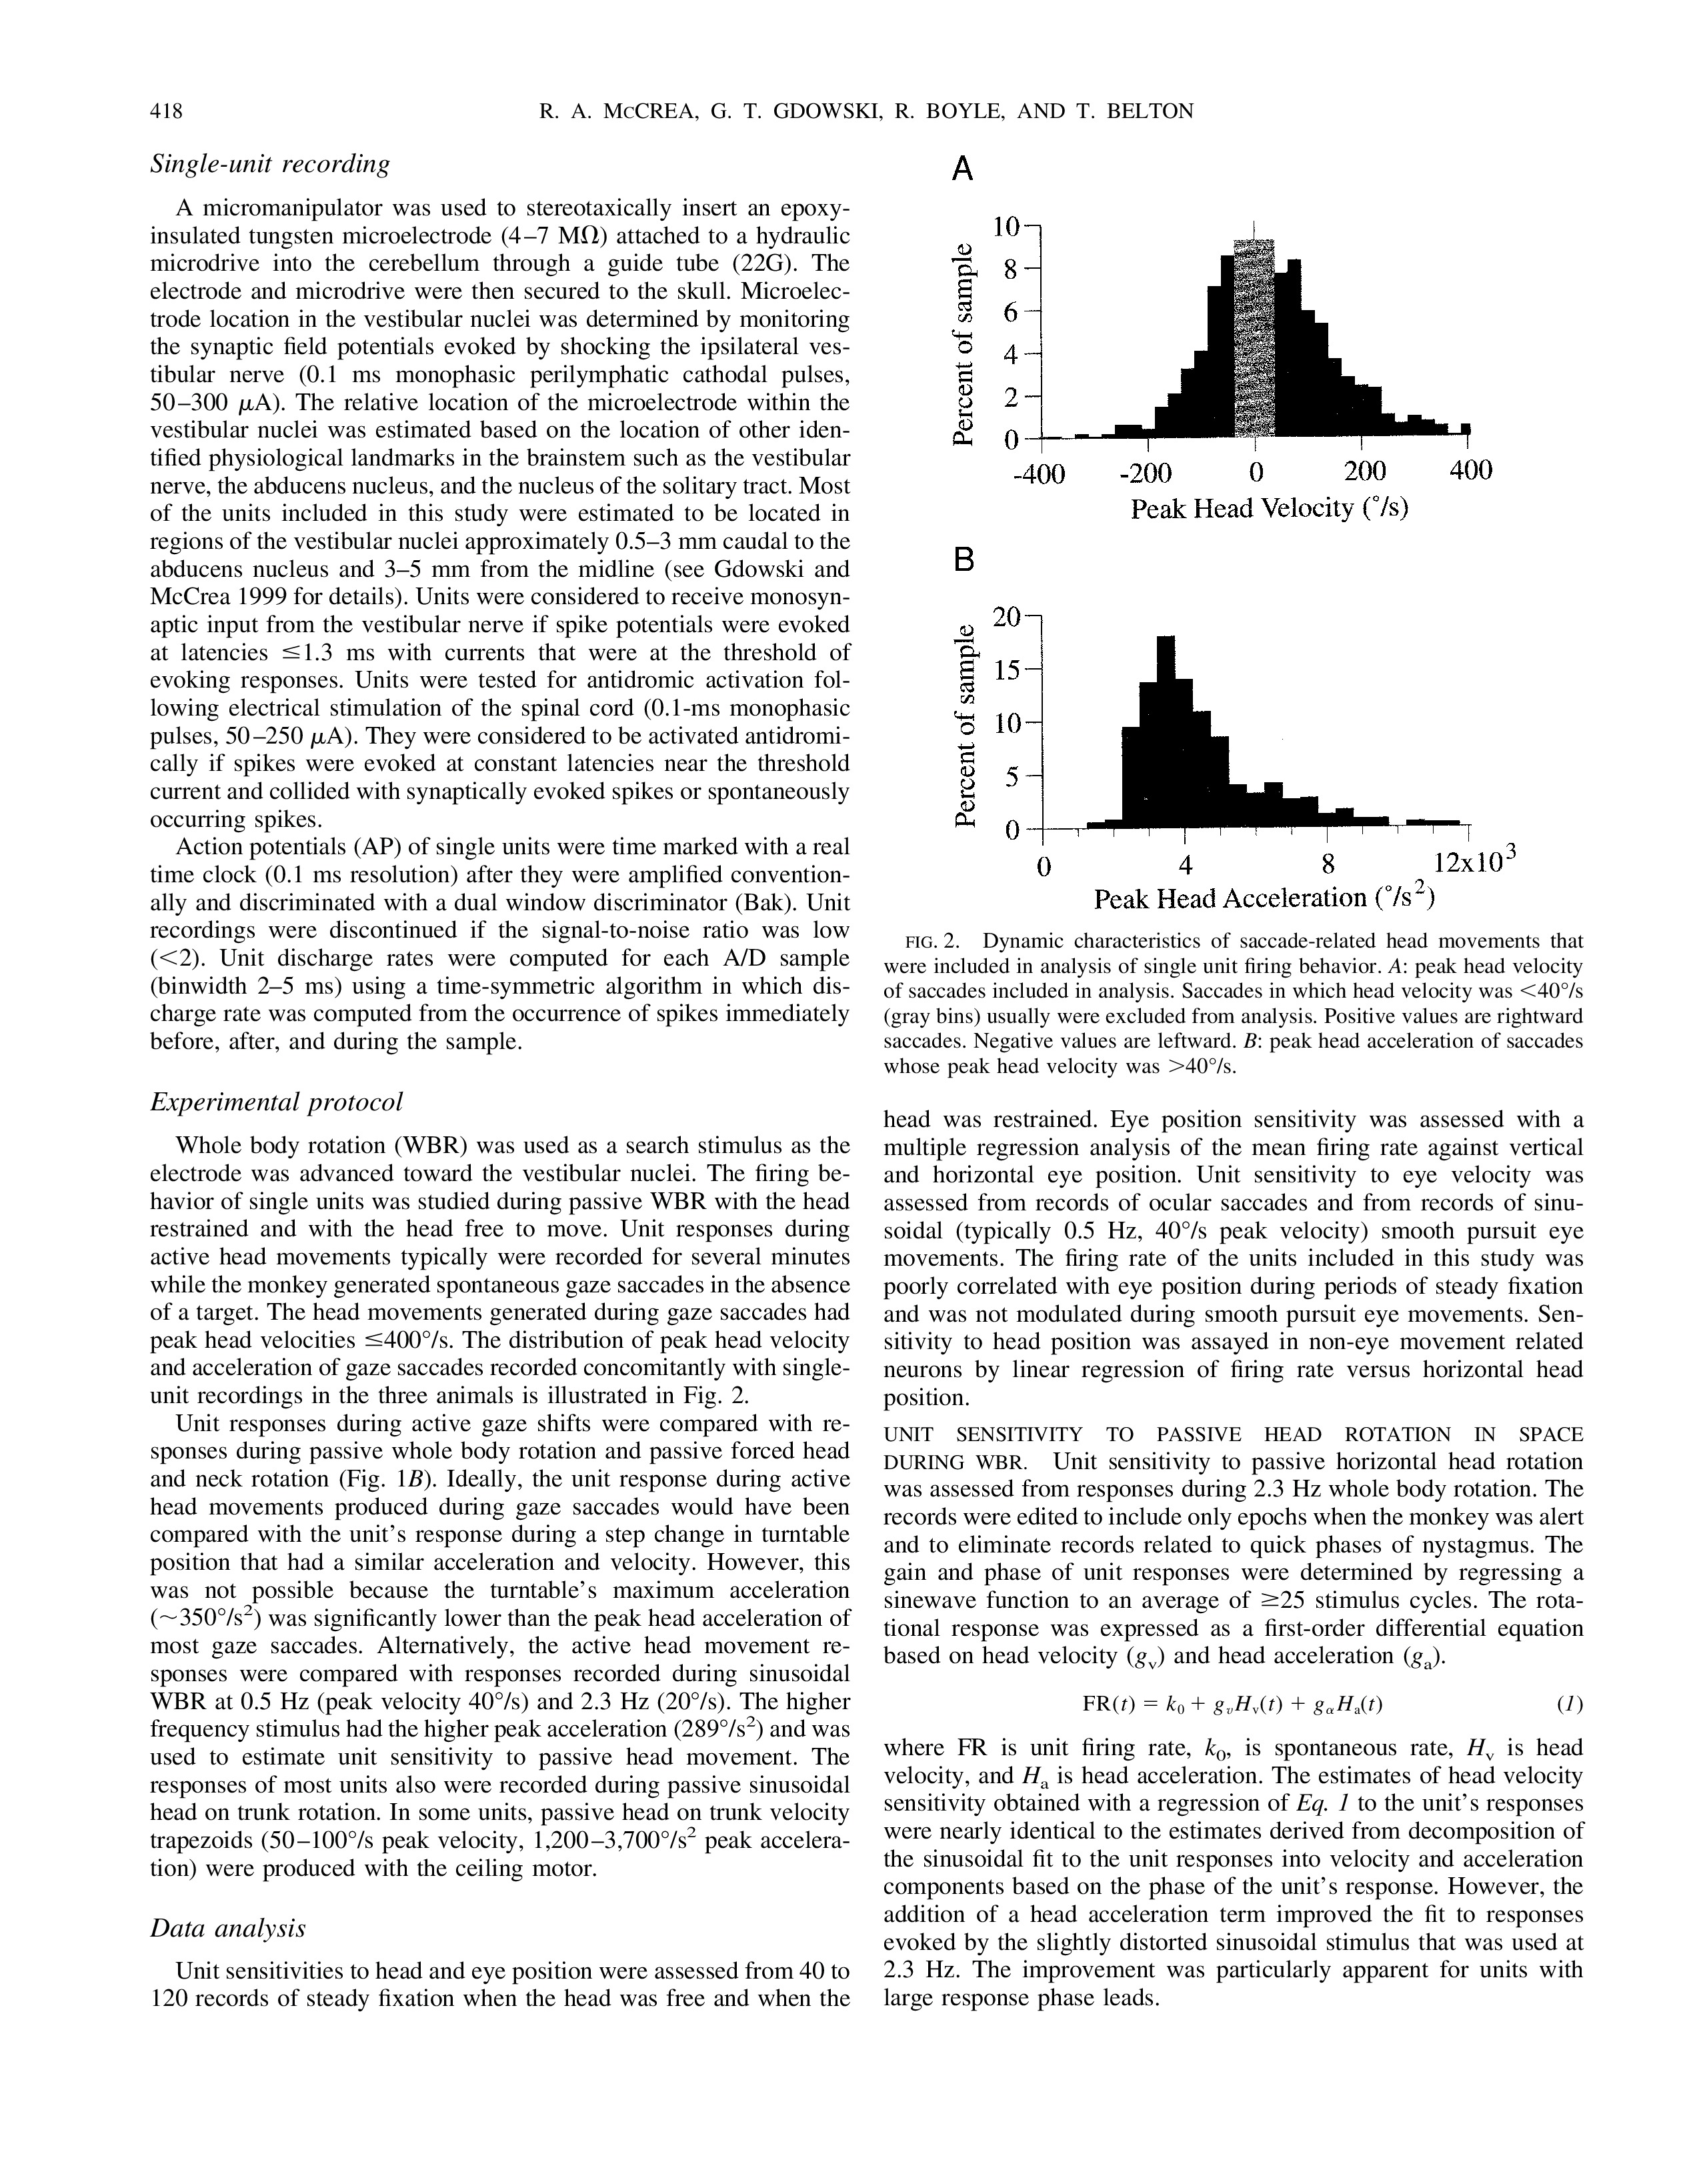 418
R. A. McCREA, G. T. GDOWSKI, R. BOYLE, AND T. BELTON
Single-unit recording
A micromanipulator was used to stereotaxically insert an epoxy-
insulated tungsten microelectrode (4–7 MΩ) attached to a hydraulic
microdrive into the cerebellum through a guide tube (22G). The
electrode and microdrive were then secured to the skull. Microelec-
trode location in the vestibular nuclei was determined by monitoring
the synaptic field potentials evoked by shocking the ipsilateral ves-
tibular nerve (0.1 ms monophasic perilymphatic cathodal pulses,
50–300 μA). The relative location of the microelectrode within the
vestibular nuclei was estimated based on the location of other iden-
tified physiological landmarks in the brainstem such as the vestibular
nerve, the abducens nucleus, and the nucleus of the solitary tract. Most
of the units included in this study were estimated to be located in
regions of the vestibular nuclei approximately 0.5–3 mm caudal to the
abducens nucleus and 3–5 mm from the midline (see Gdowski and
McCrea 1999 for details). Units were considered to receive monosyn-
aptic input from the vestibular nerve if spike potentials were evoked
at latencies ≤1.3 ms with currents that were at the threshold of
evoking responses. Units were tested for antidromic activation fol-
lowing electrical stimulation of the spinal cord (0.1-ms monophasic
pulses, 50–250 μA). They were considered to be activated antidromi-
cally if spikes were evoked at constant latencies near the threshold
current and collided with synaptically evoked spikes or spontaneously
occurring spikes.
Action potentials (AP) of single units were time marked with a real
time clock (0.1 ms resolution) after they were amplified convention-
ally and discriminated with a dual window discriminator (Bak). Unit
recordings were discontinued if the signal-to-noise ratio was low
(<2). Unit discharge rates were computed for each A/D sample
(binwidth 2–5 ms) using a time-symmetric algorithm in which dis-
charge rate was computed from the occurrence of spikes immediately
before, after, and during the sample.
Experimental protocol
Whole body rotation (WBR) was used as a search stimulus as the
electrode was advanced toward the vestibular nuclei. The firing be-
havior of single units was studied during passive WBR with the head
restrained and with the head free to move. Unit responses during
active head movements typically were recorded for several minutes
while the monkey generated spontaneous gaze saccades in the absence
of a target. The head movements generated during gaze saccades had
peak head velocities ≤400°/s. The distribution of peak head velocity
and acceleration of gaze saccades recorded concomitantly with single-
unit recordings in the three animals is illustrated in Fig. 2.
Unit responses during active gaze shifts were compared with re-
sponses during passive whole body rotation and passive forced head
and neck rotation (Fig. 1B). Ideally, the unit response during active
head movements produced during gaze saccades would have been
compared with the unit's response during a step change in turntable
position that had a similar acceleration and velocity. However, this
was not possible because the turntable's maximum acceleration
(~350°/s²) was significantly lower than the peak head acceleration of
most gaze saccades. Alternatively, the active head movement re-
sponses were compared with responses recorded during sinusoidal
WBR at 0.5 Hz (peak velocity 40°/s) and 2.3 Hz (20°/s). The higher
frequency stimulus had the higher peak acceleration (289°/s²) and was
used to estimate unit sensitivity to passive head movement. The
responses of most units also were recorded during passive sinusoidal
head on trunk rotation. In some units, passive head on trunk velocity
trapezoids (50–100°/s peak velocity, 1,200–3,700°/s² peak accelera-
tion) were produced with the ceiling motor.
Data analysis
Unit sensitivities to head and eye position were assessed from 40 to
120 records of steady fixation when the head was free and when the
A
Percent of sample
10
8
6
4
2
0
-400 -200 0 200 400
Peak Head Velocity (°/s)
B
Percent of sample
20
15
10
5
0
0 4 8 12x10³
Peak Head Acceleration (°/s²)
FIG. 2. Dynamic characteristics of saccade-related head movements that
were included in analysis of single unit firing behavior. A: peak head velocity
of saccades included in analysis. Saccades in which head velocity was <40°/s
(gray bins) usually were excluded from analysis. Positive values are rightward
saccades. Negative values are leftward. B: peak head acceleration of saccades
whose peak head velocity was >40°/s.
head was restrained. Eye position sensitivity was assessed with a
multiple regression analysis of the mean firing rate against vertical
and horizontal eye position. Unit sensitivity to eye velocity was
assessed from records of ocular saccades and from records of sinu-
soidal (typically 0.5 Hz, 40°/s peak velocity) smooth pursuit eye
movements. The firing rate of the units included in this study was
poorly correlated with eye position during periods of steady fixation
and was not modulated during smooth pursuit eye movements. Sen-
sitivity to head position was assayed in non-eye movement related
neurons by linear regression of firing rate versus horizontal head
position.
UNIT SENSITIVITY TO PASSIVE HEAD ROTATION IN SPACE
DURING WBR. Unit sensitivity to passive horizontal head rotation
was assessed from responses during 2.3 Hz whole body rotation. The
records were edited to include only epochs when the monkey was alert
and to eliminate records related to quick phases of nystagmus. The
gain and phase of unit responses were determined by regressing a
sinewave function to an average of ≥25 stimulus cycles. The rota-
tional response was expressed as a first-order differential equation
based on head velocity (gᵥ) and head acceleration (gₐ).
FR(t) = k₀ + gᵥHᵥ(t) + gₐHₐ(t) (1)
where FR is unit firing rate, k₀, is spontaneous rate, Hᵥ is head
velocity, and Hₐ is head acceleration. The estimates of head velocity
sensitivity obtained with a regression of Eq. 1 to the unit's responses
were nearly identical to the estimates derived from decomposition of
the sinusoidal fit to the unit responses into velocity and acceleration
components based on the phase of the unit's response. However, the
addition of a head acceleration term improved the fit to responses
evoked by the slightly distorted sinusoidal stimulus that was used at
2.3 Hz. The improvement was particularly apparent for units with
large response phase leads.